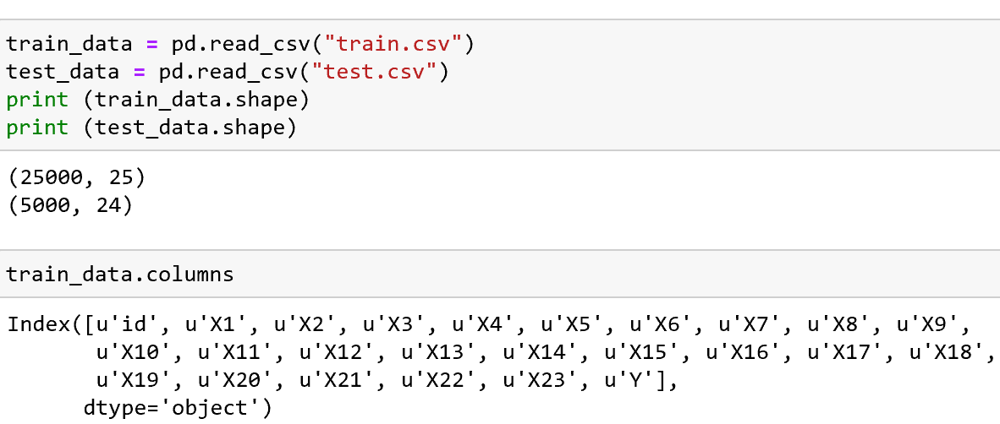 train_data = pd.read_csv("train.csv")
test_data = pd.read_csv("test.csv")
print (train_data.shape)
print (test_data.shape)
(25000, 25)
(5000, 24)
train_data.columns
Index([u'id', u'X1', u'X2', u'X3', u'X4', u'X5', u'X6', u'X7', u'X8', u'X9',
       u'X10', u'X11', u'X12', u'X13', u'X14', u'X15', u'X16', u'X17', u'X18',
       u'X19', u'X20', u'X21', u'X22', u'X23', u'Y'],
      dtype='object')